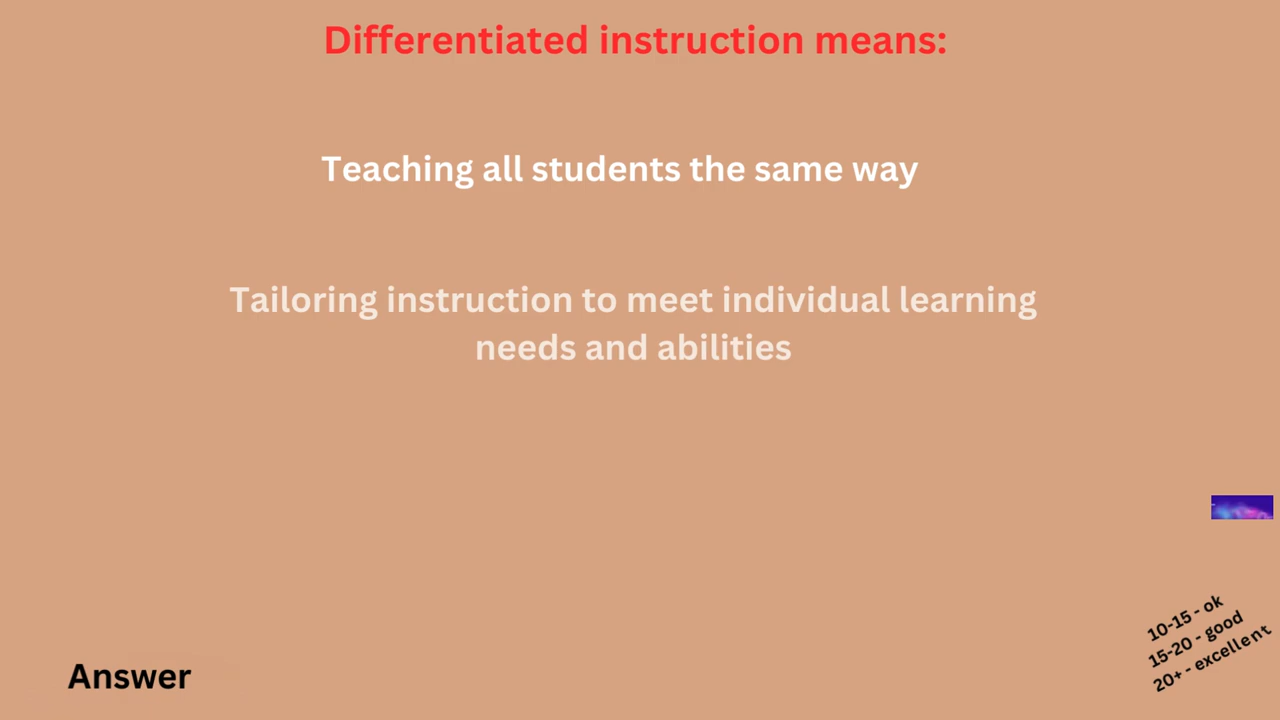 Differentiated instruction means:
Teaching all students the same way
Tailoring instruction to meet individual learning
needs and abilities
10-15 - ok
15-20 - good
20+ - excellent
Answer